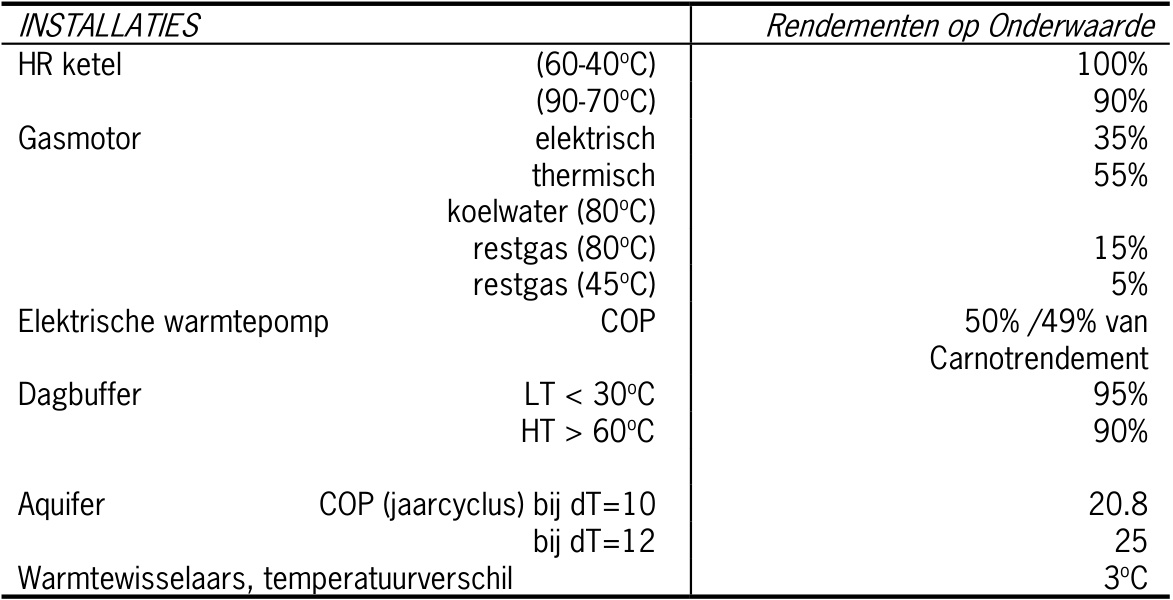 INSTALLATIES Rendementen op Onderwaarde
HR ketel (60-40°C) 100%
(90-70°C) 90%
Gasmotor elektrisch 35%
thermisch 55%
koelwater (80°C)
restgas (80°C) 15%
restgas (45°C) 5%
Elektrische warmtepomp COP 50% /49% van
Carnotrendement
Dagbuffer LT < 30°C 95%
HT > 60°C 90%
Aquifer COP (jaarcyclus) bij dT=10 20.8
bij dT=12 25
Warmtewisselaars, temperatuurverschil 3°C